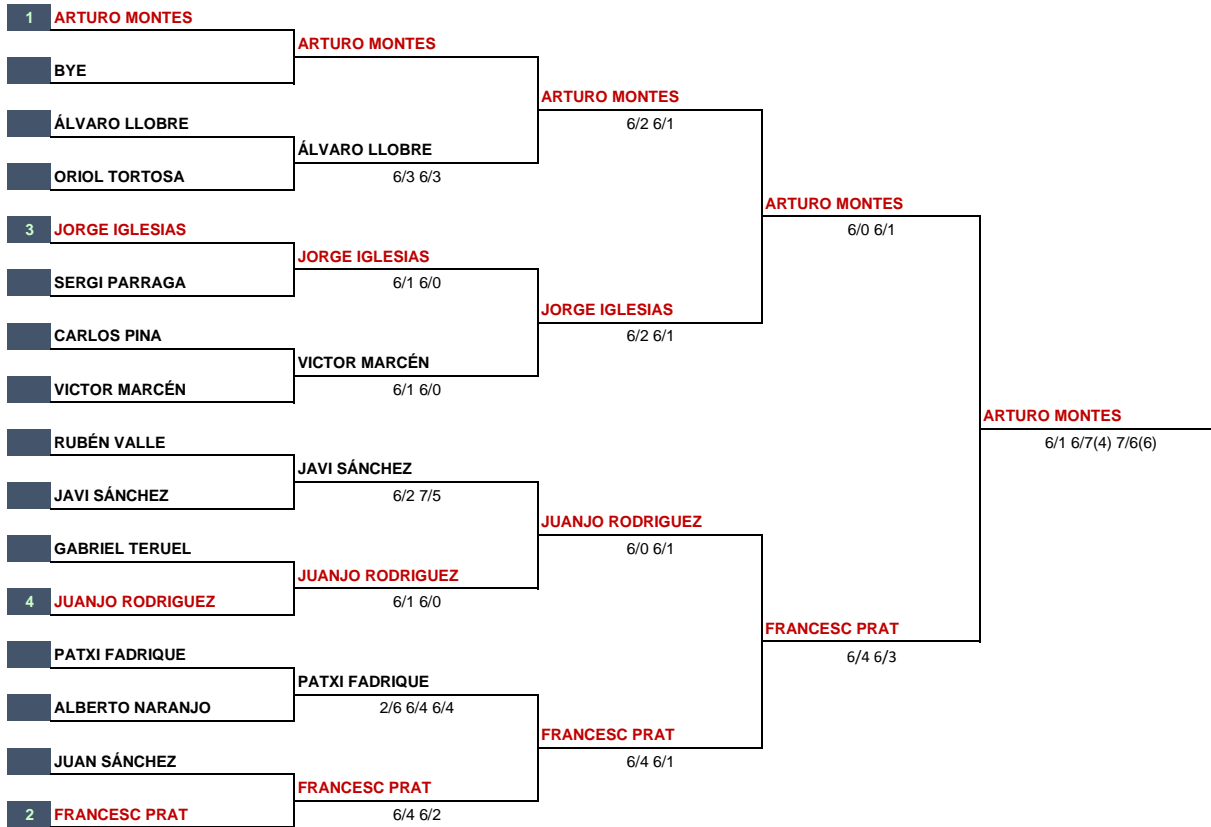 1 ARTURO MONTES
ARTURO MONTES
BYE
ARTURO MONTES
ÁLVARO LLOBRE
6/2 6/1
ÁLVARO LLOBRE
ORIOL TORTOSA
6/3 6/3
ARTURO MONTES
3 JORGE IGLESIAS
6/0 6/1
JORGE IGLESIAS
SERGI PARRAGA
6/1 6/0
JORGE IGLESIAS
CARLOS PINA
6/2 6/1
VICTOR MARCÉN
VICTOR MARCÉN
6/1 6/0
ARTURO MONTES
RUBÉN VALLE
6/1 6/7(4) 7/6(6)
JAVI SÁNCHEZ
JAVI SÁNCHEZ
6/2 7/5
JUANJO RODRIGUEZ
GABRIEL TERUEL
6/0 6/1
JUANJO RODRIGUEZ
4 JUANJO RODRIGUEZ
6/1 6/0
FRANCESC PRAT
PATXI FADRIQUE
6/4 6/3
PATXI FADRIQUE
ALBERTO NARANJO
2/6 6/4 6/4
FRANCESC PRAT
JUAN SÁNCHEZ
6/4 6/1
FRANCESC PRAT
2 FRANCESC PRAT
6/4 6/2